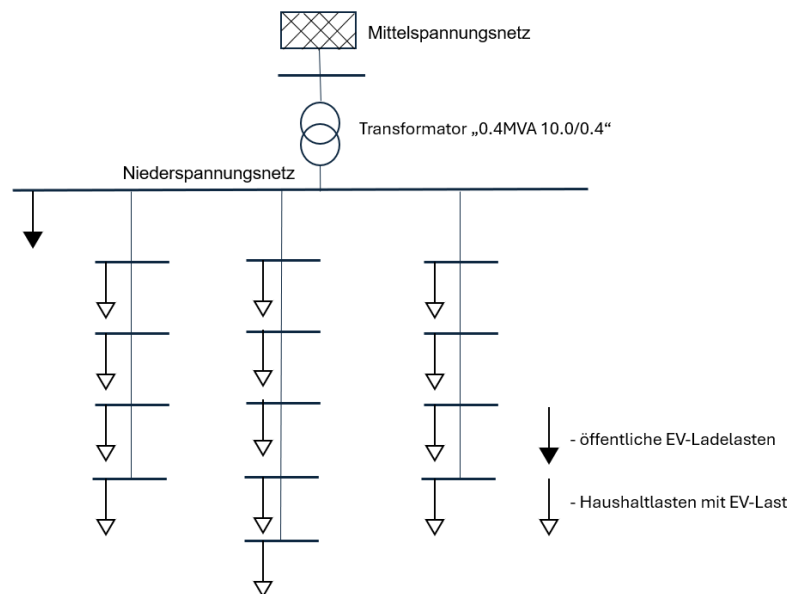 Mittelspannungsnetz
Transformator „0.4MVA 10.0/0.4“
Niederspannungsnetz
- öffentliche EV-Ladelasten
- Haushaltlasten mit EV-Last